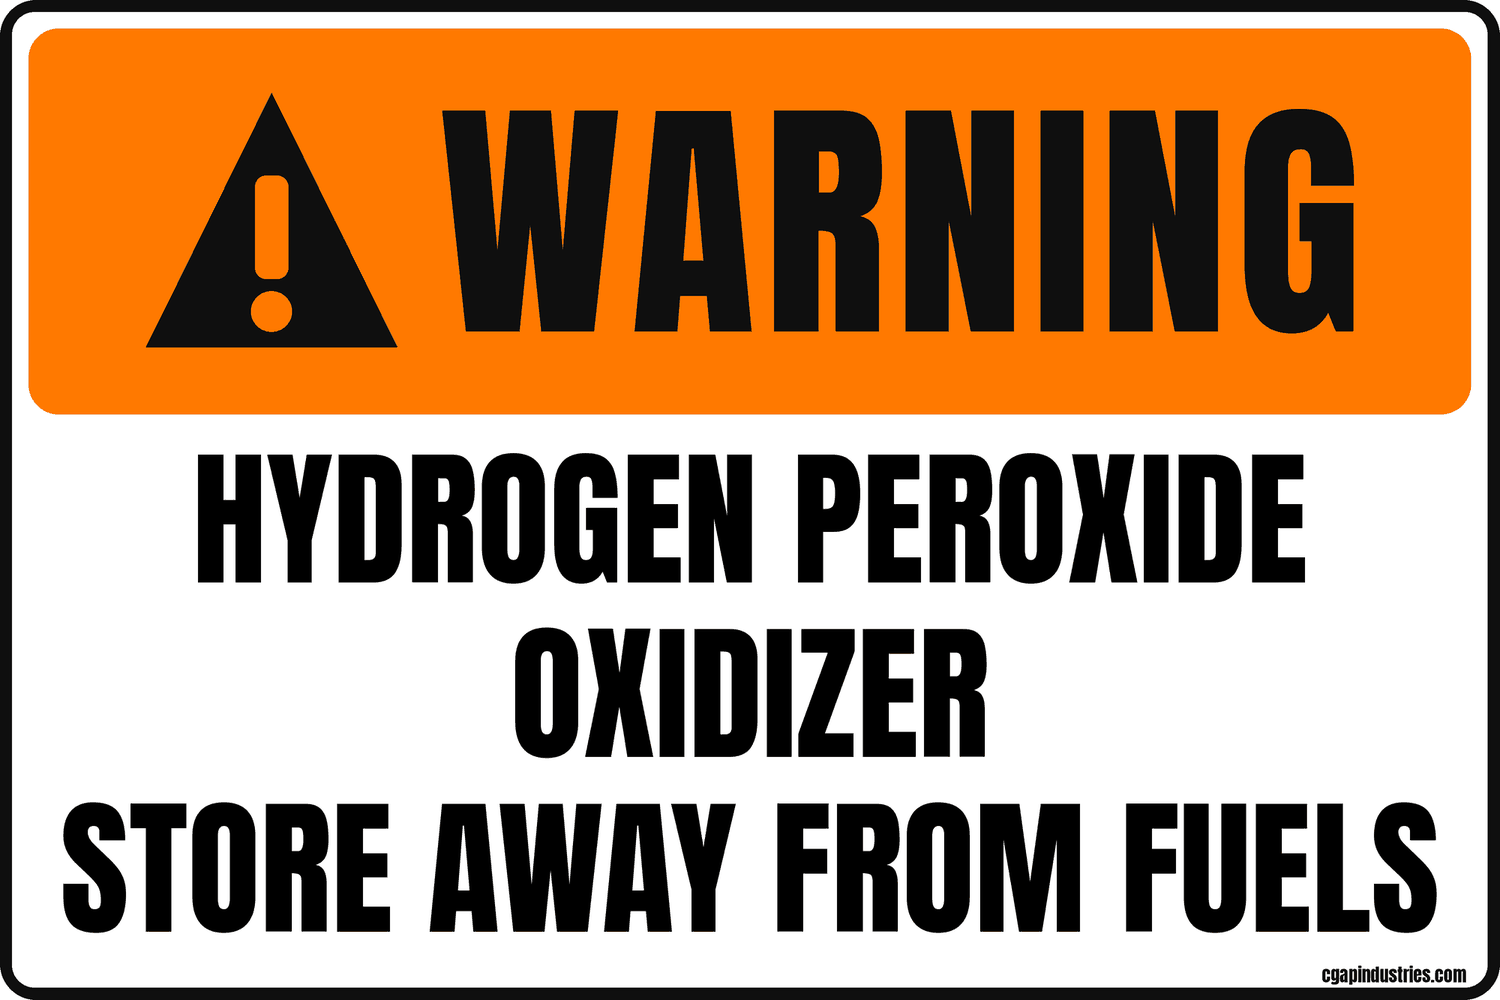 WARNING
HYDROGEN PEROXIDE
OXIDIZER
STORE AWAY FROM FUELS
cgapindustries.com